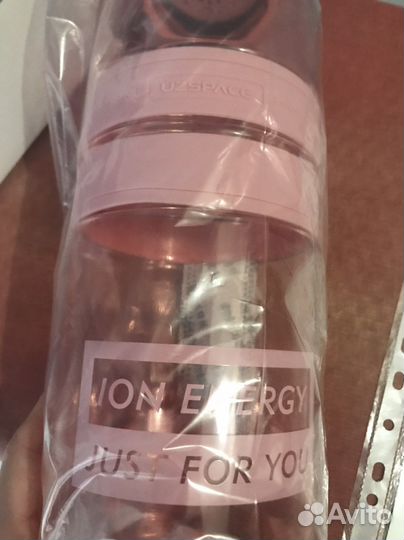 UZSPACE
ION ENERGY
JUST FOR YOU
Avito